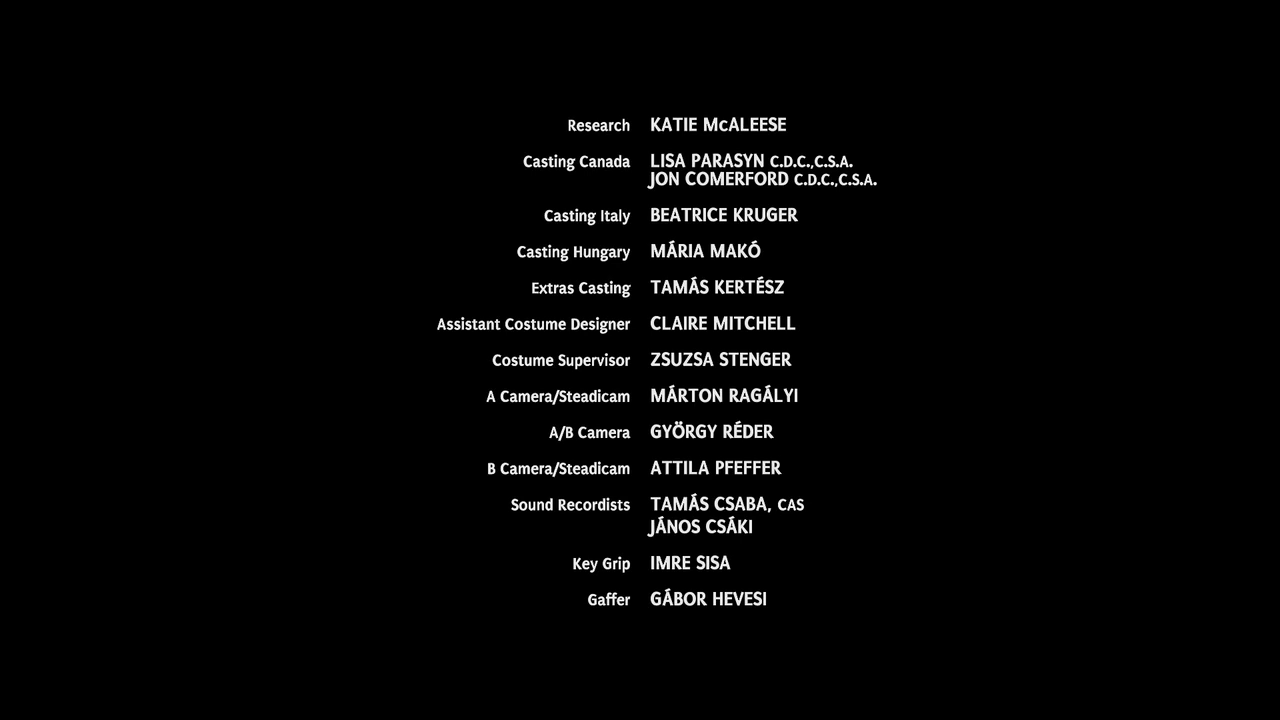 Research KATIE McALEESE
Casting Canada LISA PARASYN C.D.C.,C.S.A.
JON COMERFORD C.D.C.,C.S.A.
Casting Italy BEATRICE KRUGER
Casting Hungary MÁRIA MAKÓ
Extras Casting TAMÁS KERTÉSZ
Assistant Costume Designer CLAIRE MITCHELL
Costume Supervisor ZSUZSA STENGER
A Camera/Steadicam MÁRTON RAGÁLYI
A/B Camera GYÖRGY RÉDER
B Camera/Steadicam ATTILA PFEFFER
Sound Recordists TAMÁS CSABA, CAS
JÁNOS CSÁKI
Key Grip IMRE SISA
Gaffer GÁBOR HEVESI